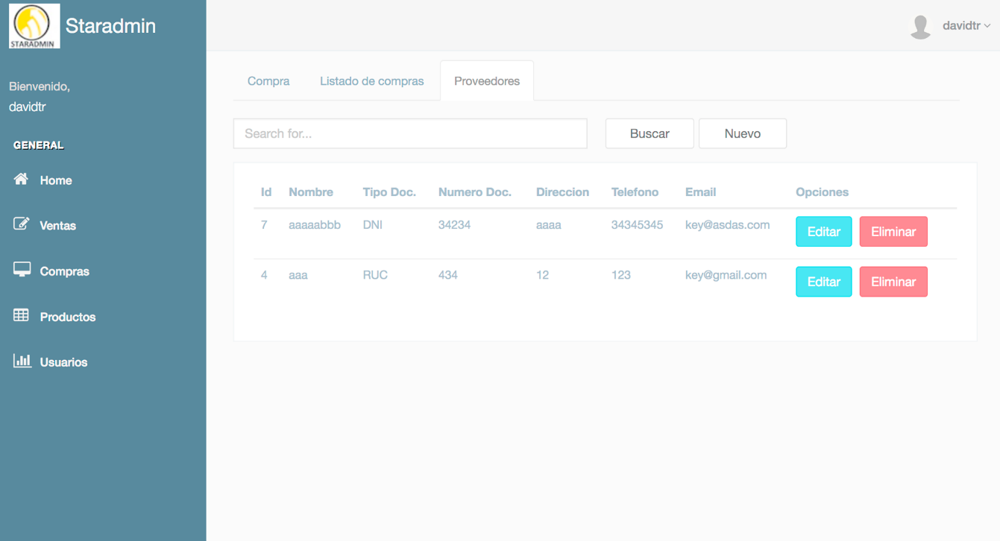 STARADMIN
Staradmin
davidtr
Bienvenido,
davidtr
GENERAL
Home
Ventas
Compras
Productos
Usuarios
Compra Listado de compras Proveedores
Search for... Buscar Nuevo
Id Nombre Tipo Doc. Numero Doc. Direccion Telefono Email Opciones
7 aaaaabbb DNI 34234 aaaa 34345345 key@asdas.com Editar Eliminar
4 aaa RUC 434 12 123 key@gmail.com Editar Eliminar